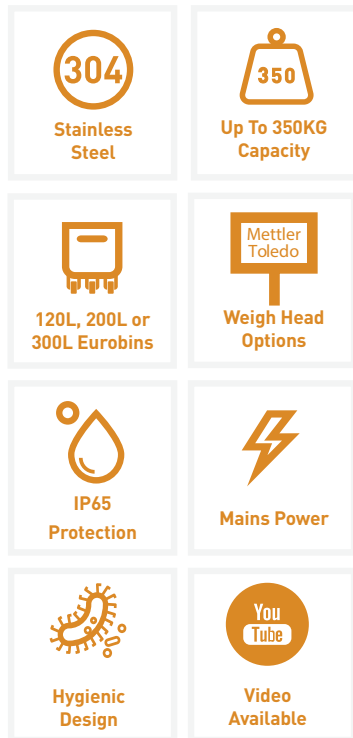 304
Stainless
Steel
350
Up To 350KG
Capacity
120L, 200L or
300L Eurobins
Mettler
Toledo
Weigh Head
Options
IP65
Protection
Mains Power
Hygienic
Design
You
Tube
Video
Available